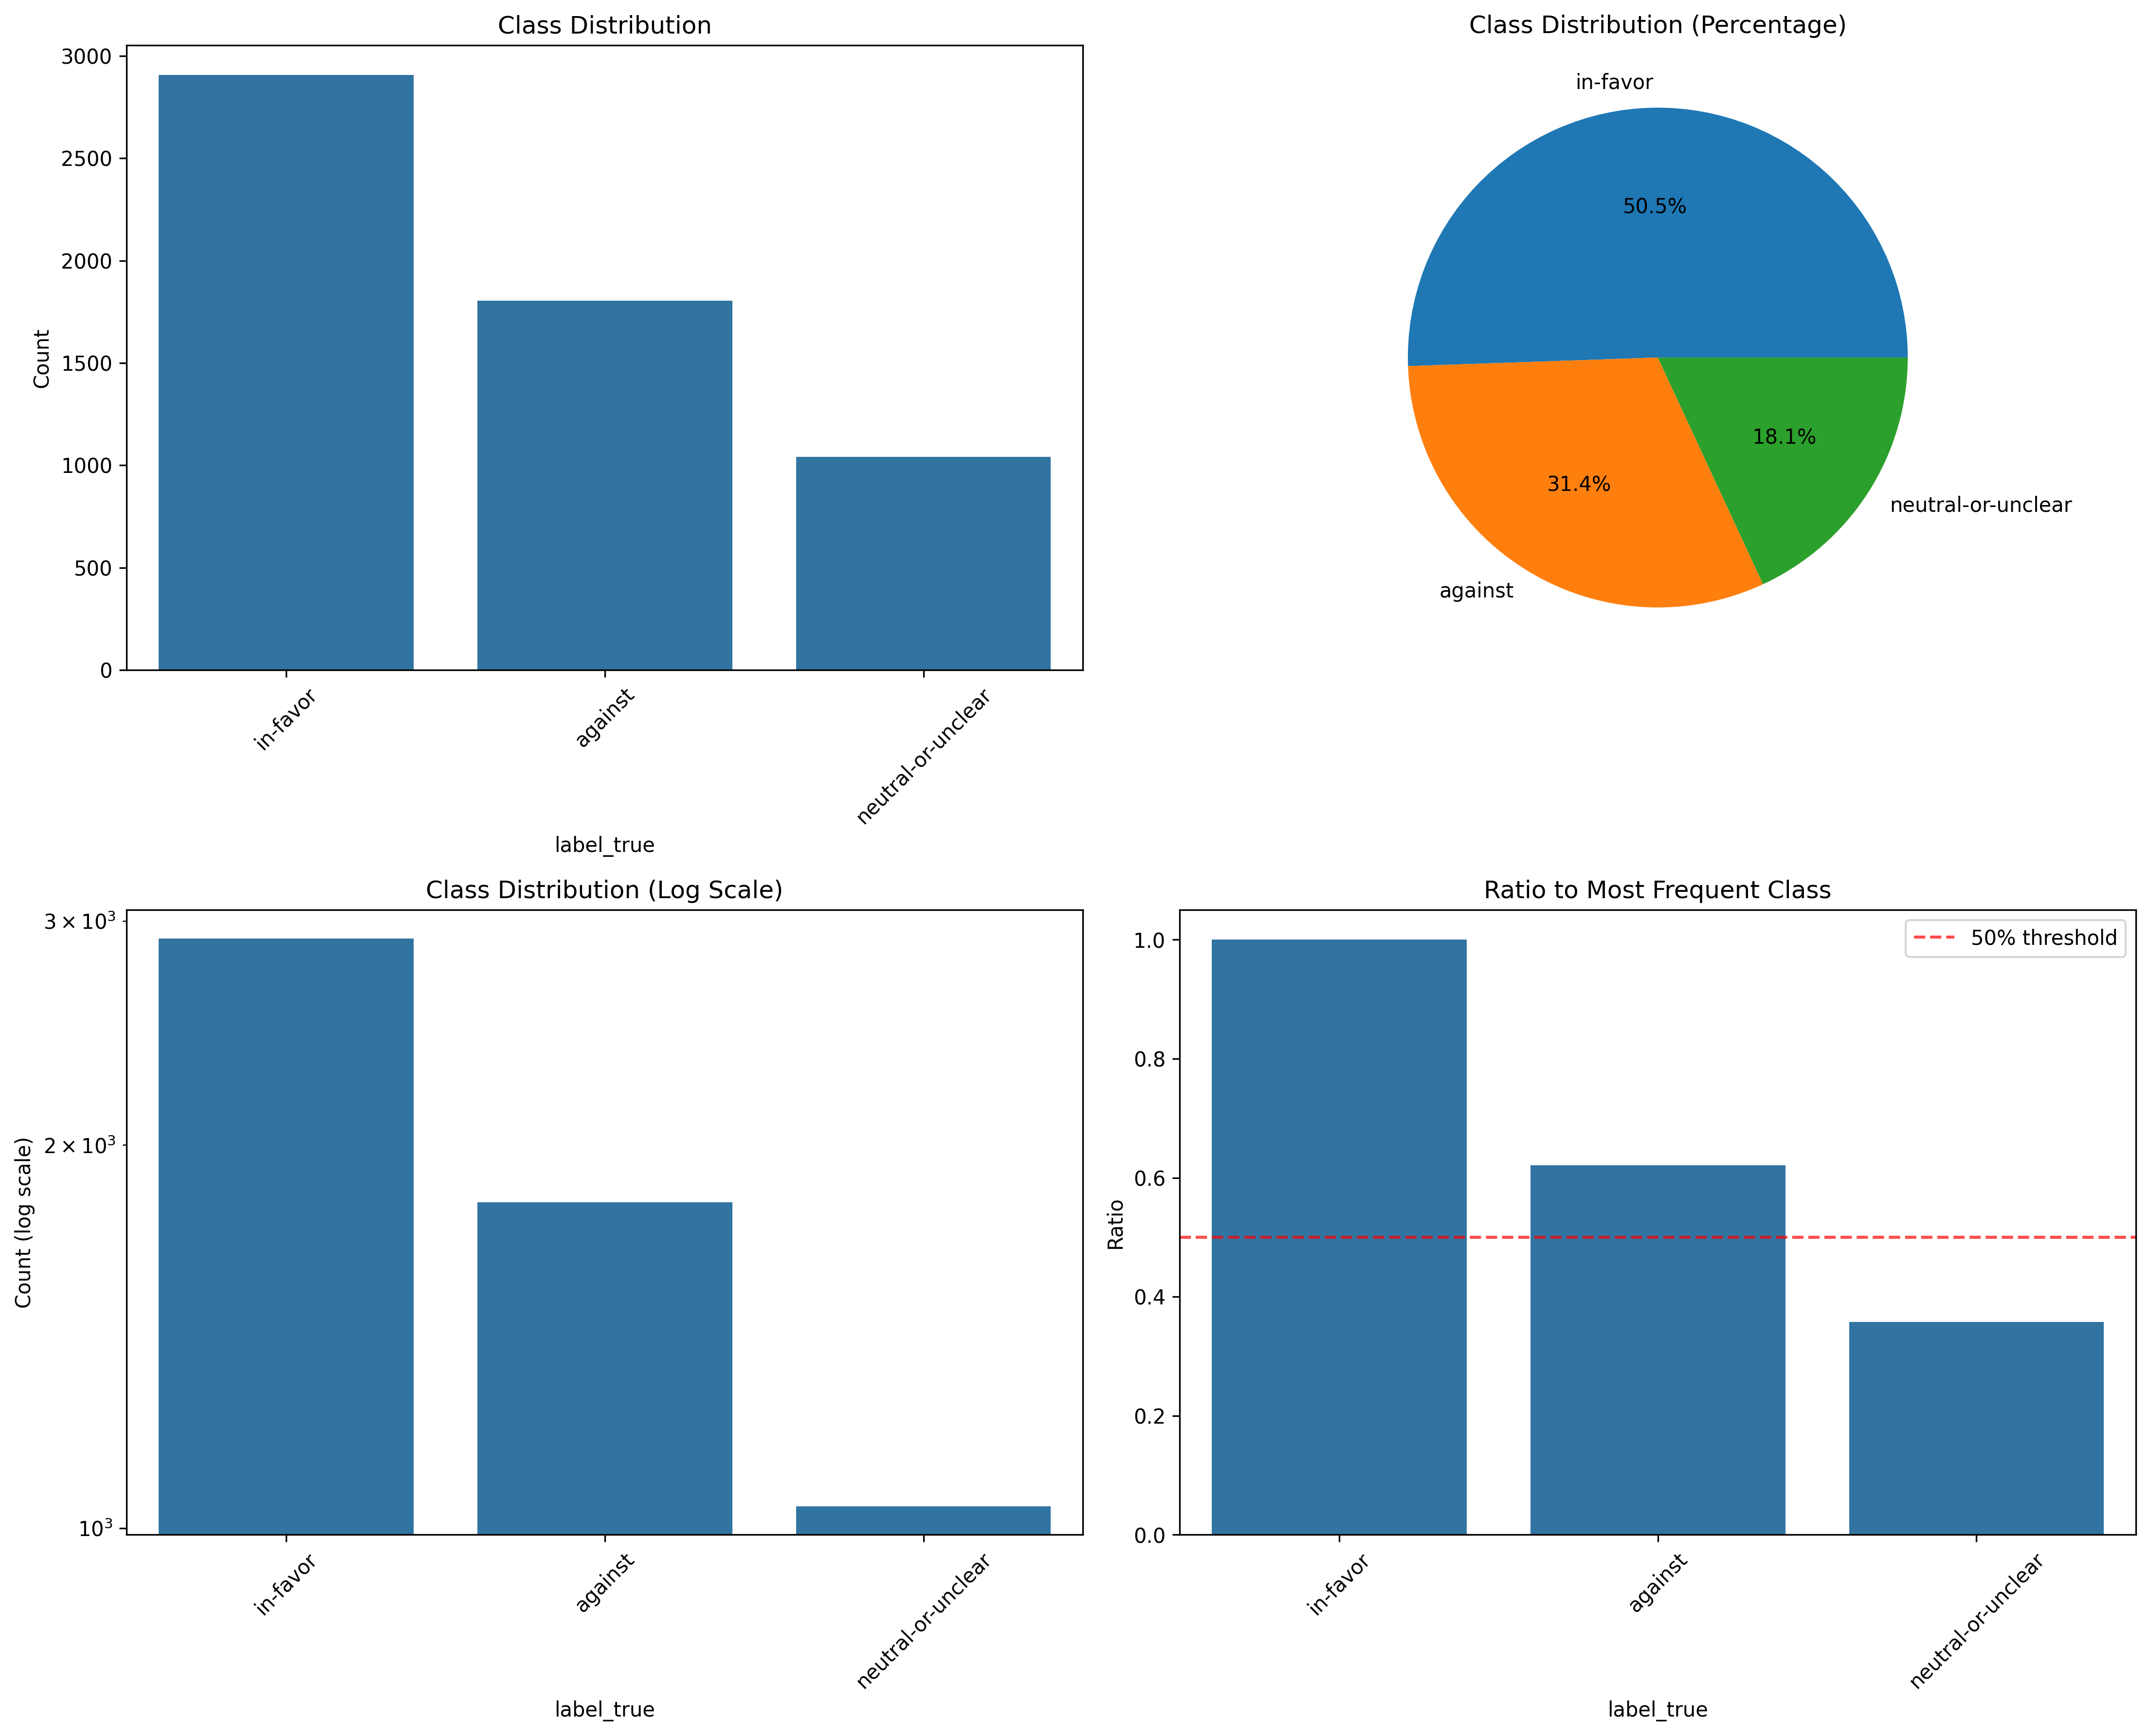 Class Distribution
3000
2500
2000
1500
1000
500
0
Count
in-favor
against
neutral-or-unclear
label_true
Class Distribution (Percentage)
in-favor
50.5%
31.4%
18.1%
against
neutral-or-unclear
Class Distribution (Log Scale)
3 × 10³
2 × 10³
10³
Count (log scale)
in-favor
against
neutral-or-unclear
label_true
Ratio to Most Frequent Class
50% threshold
1.0
0.8
0.6
0.4
0.2
0.0
Ratio
in-favor
against
neutral-or-unclear
label_true